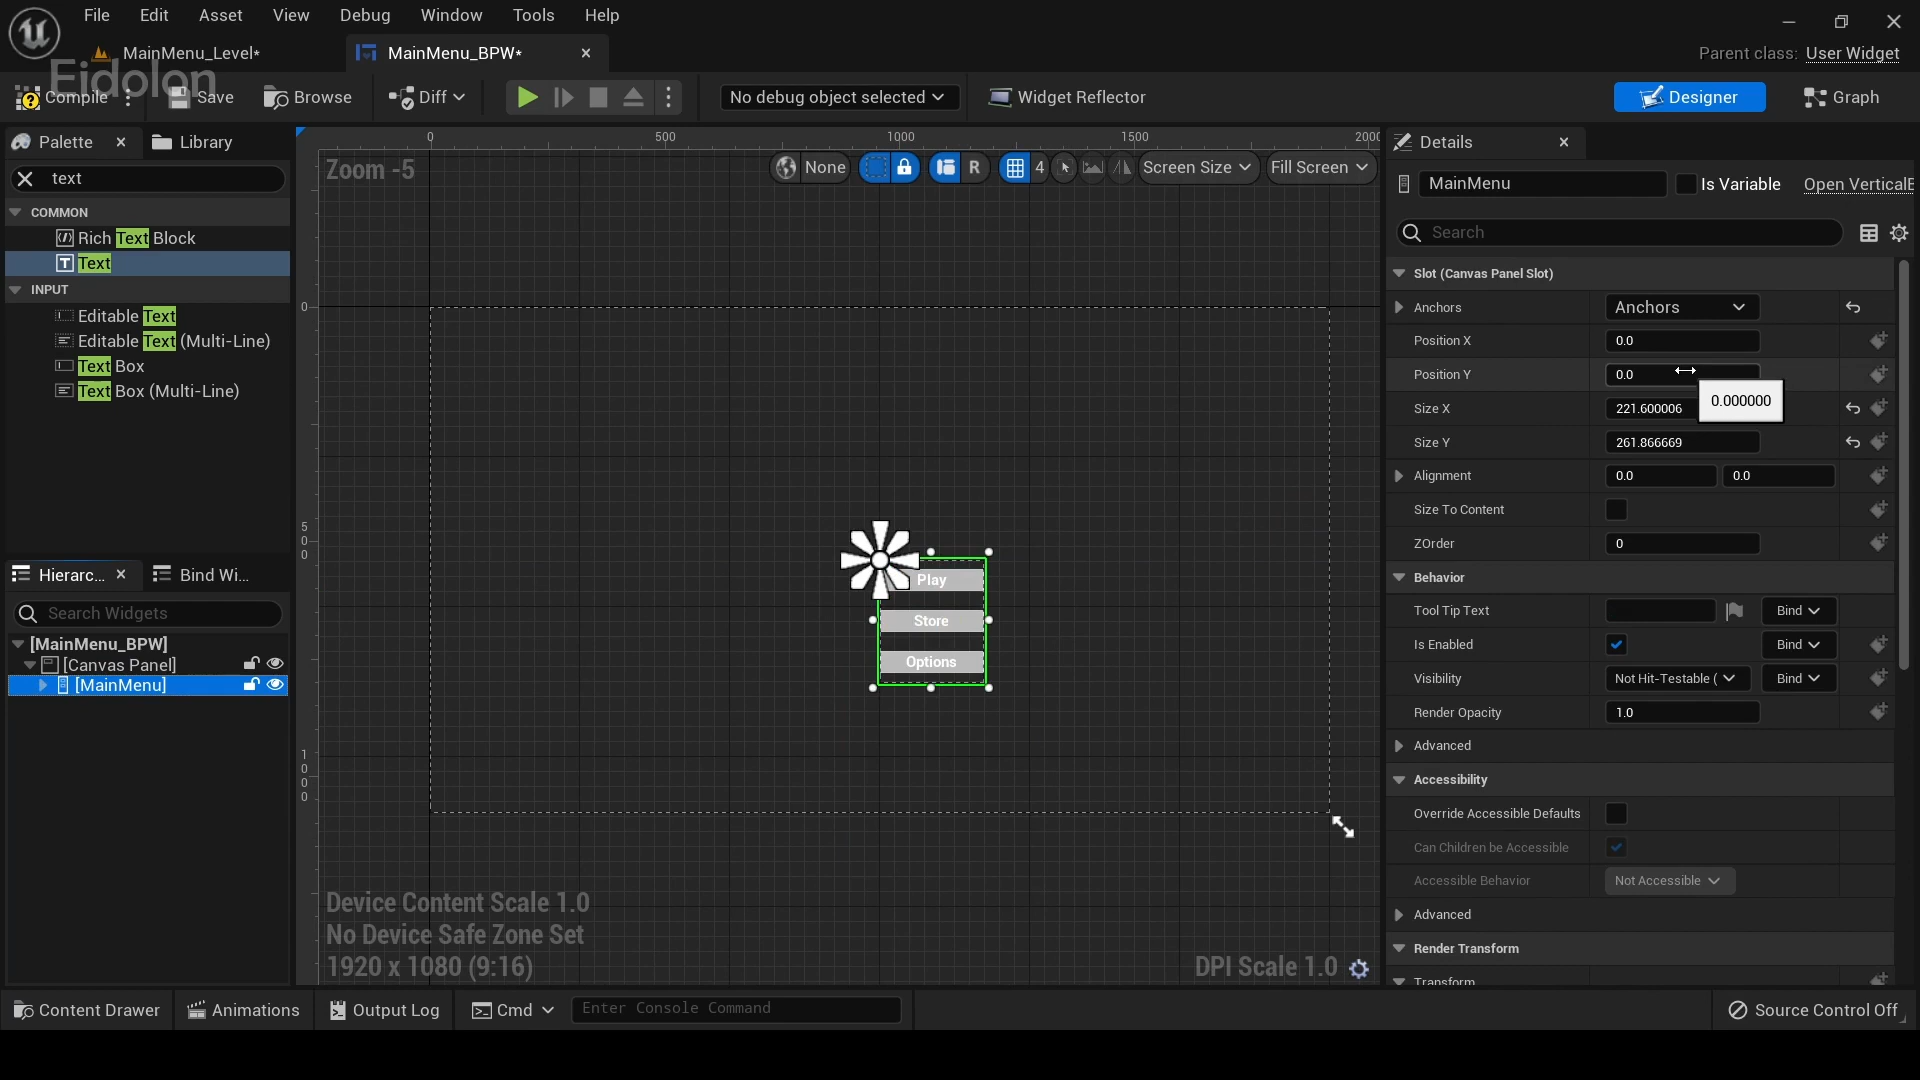 File Edit Asset View Debug Window Tools Help
MainMenu_Level*
MainMenu_BPW*
Parent class: User Widget
Eidolon
Compile
Save
Browse
Diff
No debug object selected
Widget Reflector
Designer
Graph
Palette
Library
text
COMMON
Rich Text Block
Text
INPUT
Editable Text
Editable Text (Multi-Line)
Text Box
Text Box (Multi-Line)
Hierarc...
Bind Wi...
Search Widgets
[MainMenu_BPW]
[Canvas Panel]
[MainMenu]
0 500 1000 1500 2000
Zoom -5
None
R
4
Screen Size
Fill Screen
0
500
1000
Play
Store
Options
Device Content Scale 1.0
No Device Safe Zone Set
1920 x 1080 (9:16)
DPI Scale 1.0
Details
MainMenu
Is Variable
Open VerticalB
Search
Slot (Canvas Panel Slot)
Anchors Anchors
Position X 0.0
Position Y 0.0
0.000000
Size X 221.600006
Size Y 261.866669
Alignment 0.0 0.0
Size To Content
ZOrder 0
Behavior
Tool Tip Text Bind
Is Enabled Bind
Visibility Not Hit-Testable ( Bind
Render Opacity 1.0
Advanced
Accessibility
Override Accessible Defaults
Can Children be Accessible
Accessible Behavior Not Accessible
Advanced
Render Transform
Transform
Content Drawer
Animations
Output Log
Cmd
Enter Console Command
Source Control Off